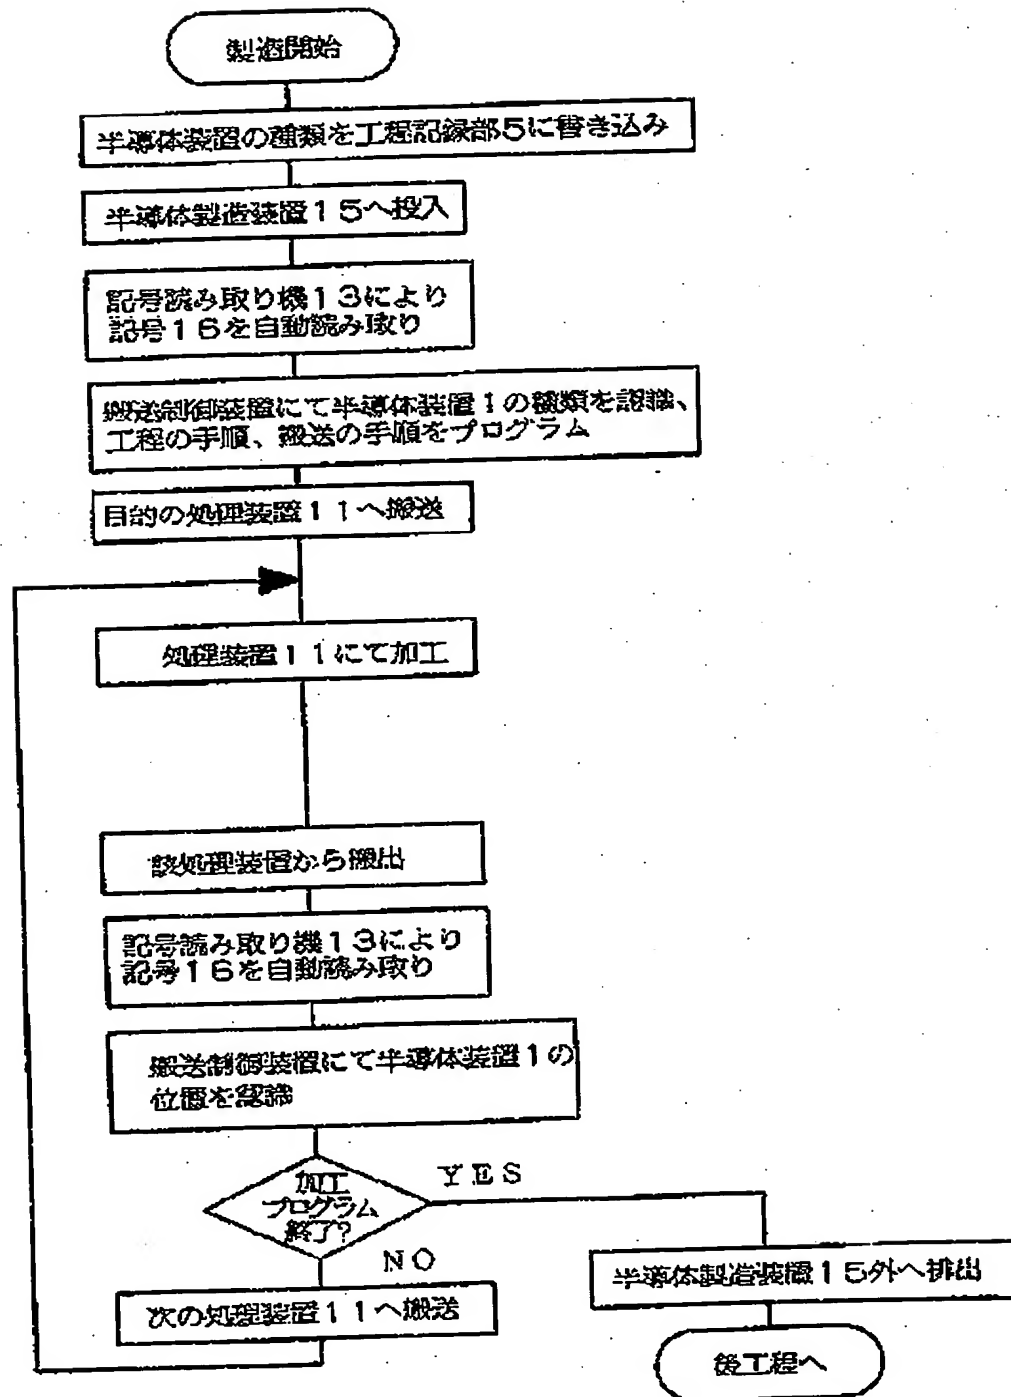 製造開始
半導体装置の種類を工程記録部5に書き込み
半導体製造装置15へ投入
記号読み取り機13により
記号16を自動読み取り
搬送制御装置にて半導体装置1の種類を認識、
工程の手順、搬送の手順をプログラム
目的の処理装置11へ搬送
処理装置11にて加工
該処理装置から搬出
記号読み取り機13により
記号16を自動読み取り
搬送制御装置にて半導体装置1の
位置を認識
加工
プログラム
終了?
YES
NO
半導体製造装置15外へ排出
次の処理装置11へ搬送
後工程へ